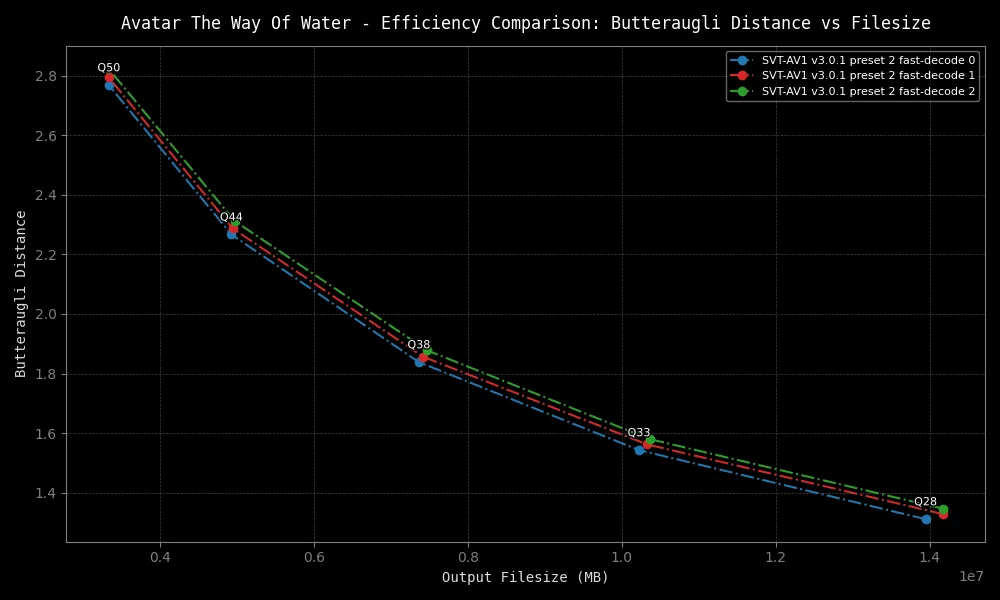 Avatar The Way Of Water - Efficiency Comparison: Butteraugli Distance vs Filesize
SVT-AV1 v3.0.1 preset 2 fast-decode 0
SVT-AV1 v3.0.1 preset 2 fast-decode 1
SVT-AV1 v3.0.1 preset 2 fast-decode 2
Butteraugli Distance
2.8
2.6
2.4
2.2
2.0
1.8
1.6
1.4
Q50
Q44
Q38
Q33
Q28
0.4 0.6 0.8 1.0 1.2 1.4
1e7
Output Filesize (MB)